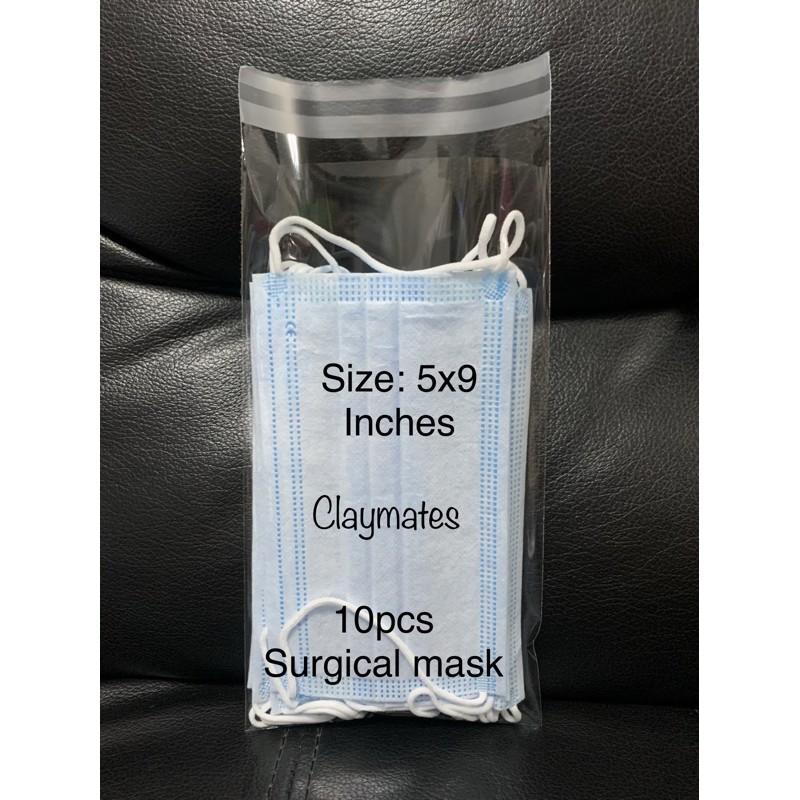 Size: 5x9
Inches
Claymates
10pcs
Surgical mask